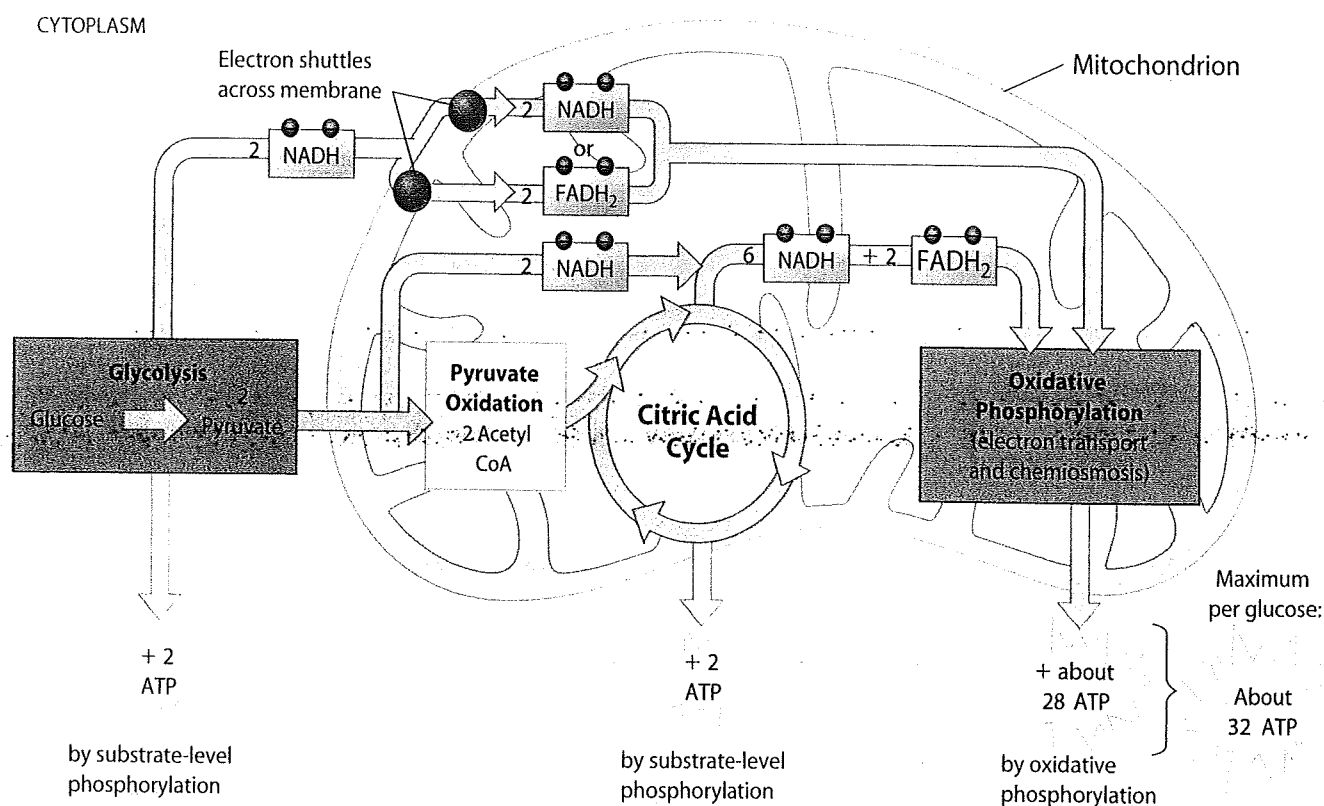 CYTOPLASM
Electron shuttles
across membrane
Mitochondrion
2 NADH
2 NADH
or
2 FADH₂
2 NADH
6 NADH + 2 FADH₂
Glycolysis
Glucose
2
Pyruvate
Pyruvate
Oxidation
2 Acetyl
CoA
Citric Acid
Cycle
Oxidative
Phosphorylation
(electron transport
and chemiosmosis)
+ 2
ATP
by substrate-level
phosphorylation
+ 2
ATP
by substrate-level
phosphorylation
+ about
28 ATP
by oxidative
phosphorylation
Maximum
per glucose:
About
32 ATP